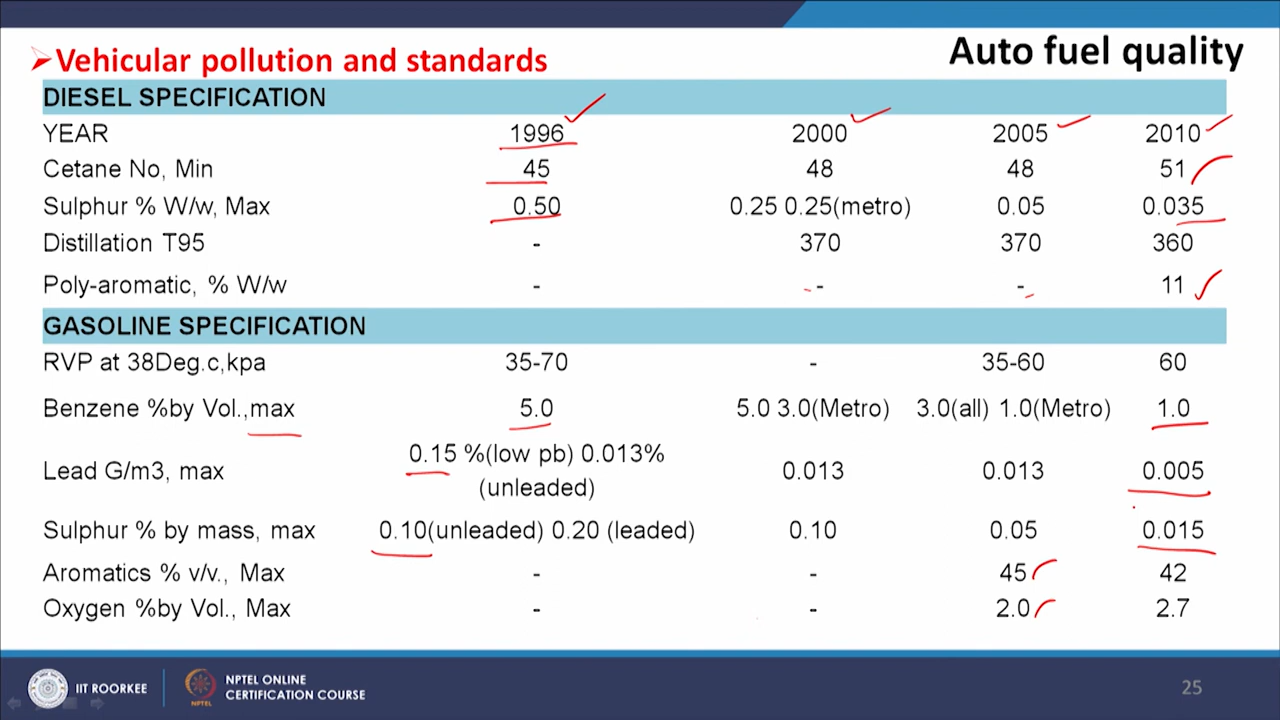 Auto fuel quality
Vehicular pollution and standards
DIESEL SPECIFICATION
YEAR 1996 2000 2005 2010
Cetane No, Min 45 48 48 51
Sulphur % W/w, Max 0.50 0.25 0.25(metro) 0.05 0.035
Distillation T95 - 370 370 360
Poly-aromatic, % W/w - - - 11
GASOLINE SPECIFICATION
RVP at 38Deg.c,kpa 35-70 - 35-60 60
Benzene %by Vol.,max 5.0 5.0 3.0(Metro) 3.0(all) 1.0(Metro) 1.0
Lead G/m3, max 0.15 %(low pb) 0.013% (unleaded) 0.013 0.013 0.005
Sulphur % by mass, max 0.10(unleaded) 0.20 (leaded) 0.10 0.05 0.015
Aromatics % v/v., Max - - 45 42
Oxygen %by Vol., Max - - 2.0 2.7
IIT ROORKEE
NPTEL
NPTEL ONLINE
CERTIFICATION COURSE
25